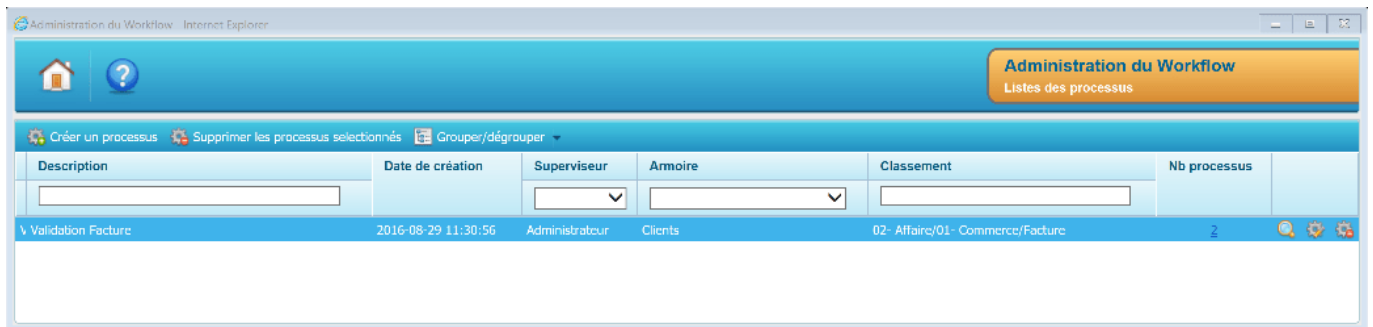 Administration du Workflow - Internet Explorer
Administration du Workflow
Listes des processus
Créer un processus Supprimer les processus selectionnés Grouper/dégrouper
Description Date de création Superviseur Armoire Classement Nb processus
Validation Facture 2016-08-29 11:30:56 Administrateur Clients 02- Affaire/01- Commerce/Facture 2